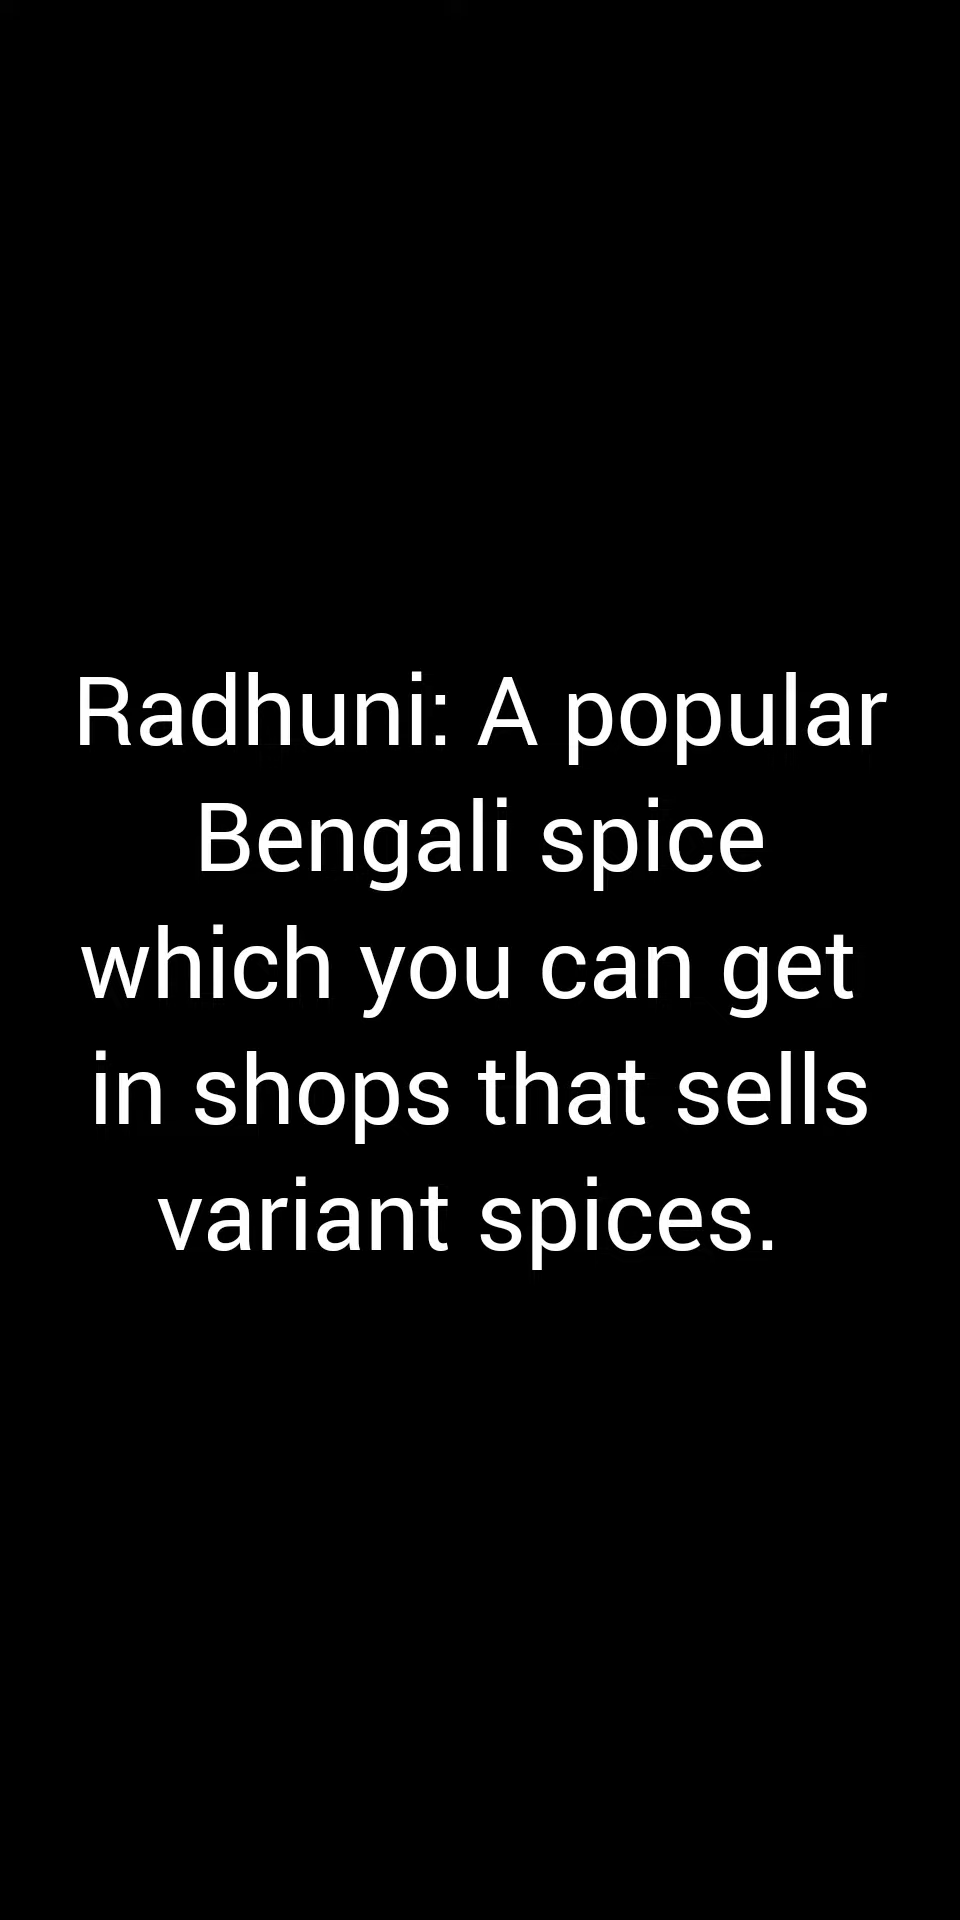 Radhuni: A popular
Bengali spice
which you can get
in shops that sells
variant spices.